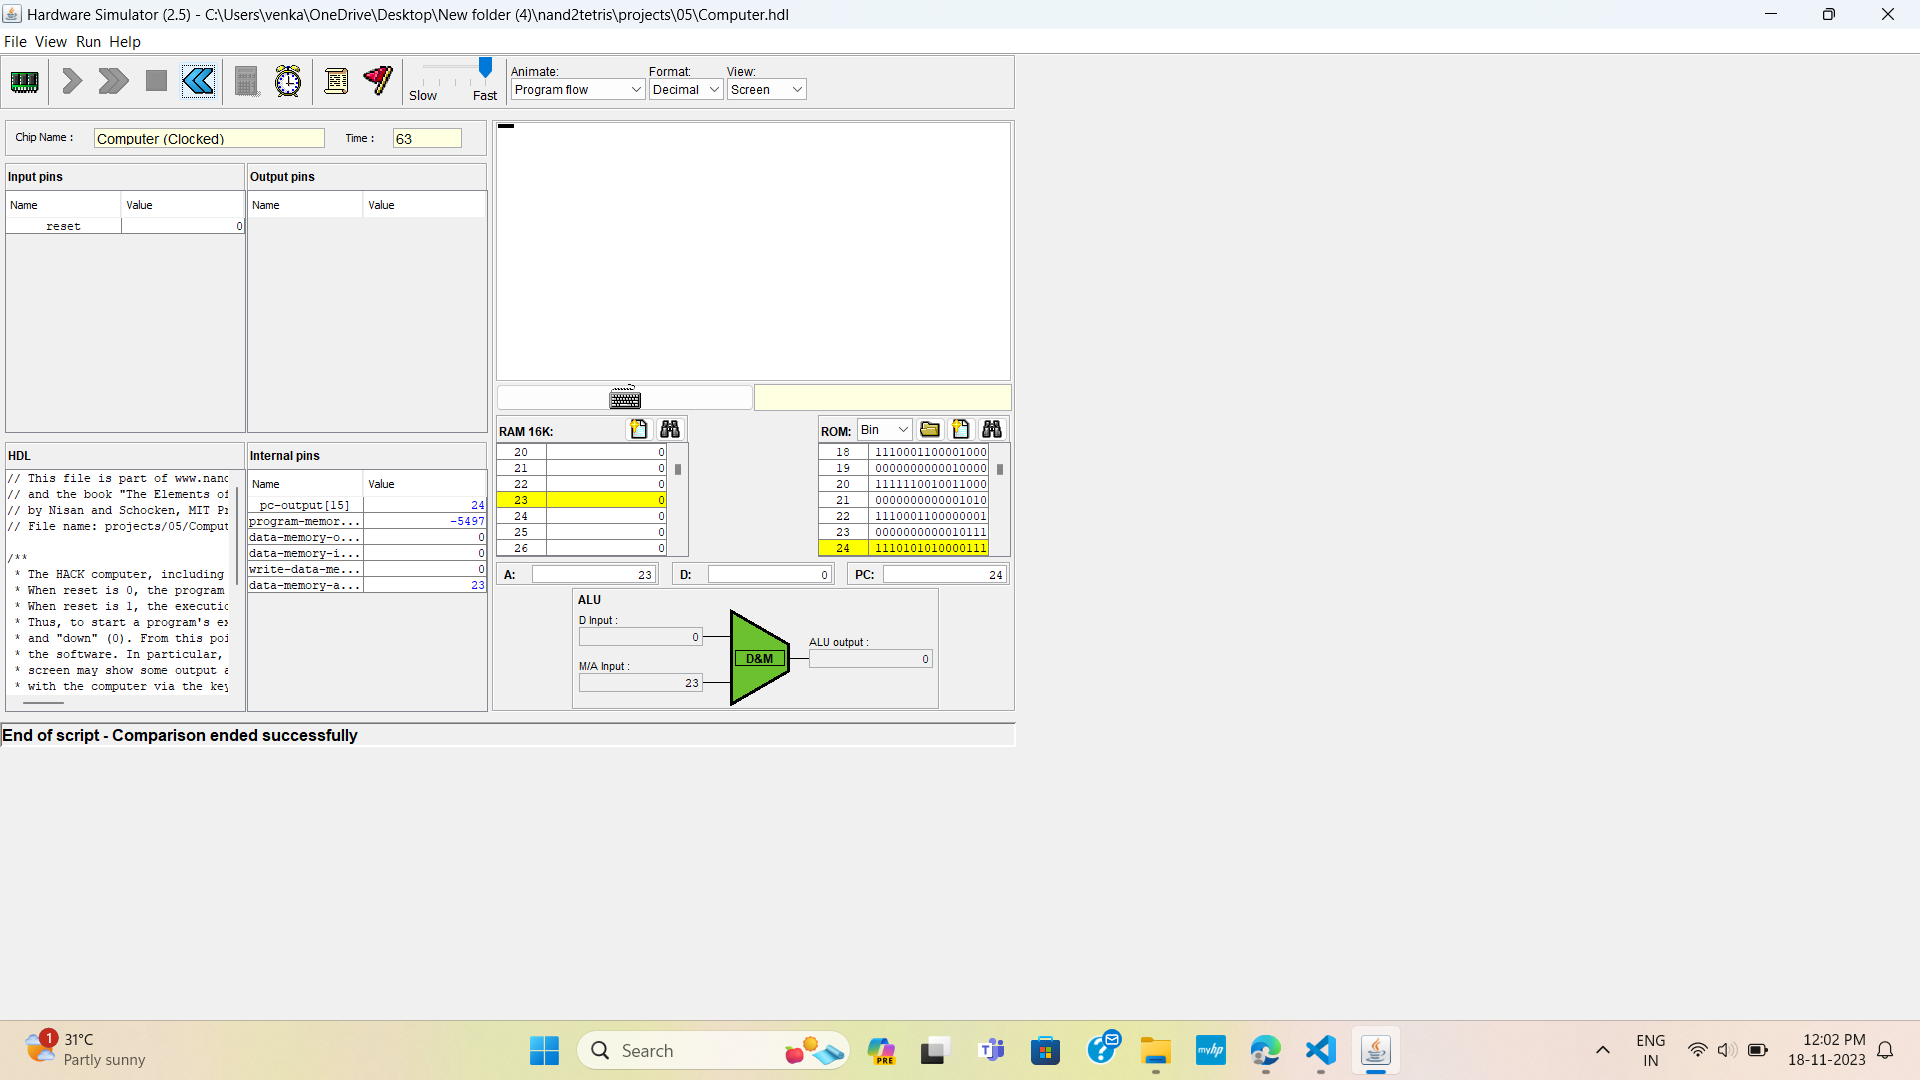 Hardware Simulator (2.5) - C:\Users\venka\OneDrive\Desktop\New folder (4)\nand2tetris\projects\05\Computer.hdl
File View Run Help
Slow Fast
Animate:
Program flow
Format:
Decimal
View:
Screen
Chip Name :
Computer (Clocked)
Time :
63
Input pins
Name Value
reset 0
Output pins
Name Value
HDL
// This file is part of www.nanc
// and the book "The Elements of
// by Nisan and Schocken, MIT Pr
// File name: projects/05/Comput
/**
* The HACK computer, including
* When reset is 0, the program
* When reset is 1, the executic
* Thus, to start a program's ex
* and "down" (0). From this poi
* the software. In particular,
* screen may show some output a
* with the computer via the key
Internal pins
Name Value
pc-output[15] 24
program-memor... -5497
data-memory-o... 0
data-memory-i... 0
write-data-me... 0
data-memory-a... 23
RAM 16K:
20 0
21 0
22 0
23 0
24 0
25 0
26 0
ROM: Bin
18 1110001100001000
19 0000000000010000
20 1111110010011000
21 0000000000001010
22 1110001100000001
23 0000000000010111
24 1110101010000111
A: 23
D: 0
PC: 24
ALU
D Input :
0
M/A Input :
23
D&M
ALU output :
0
End of script - Comparison ended successfully
1
31°C
Partly sunny
Search
PRE
myhp
ENG
IN
12:02 PM
18-11-2023